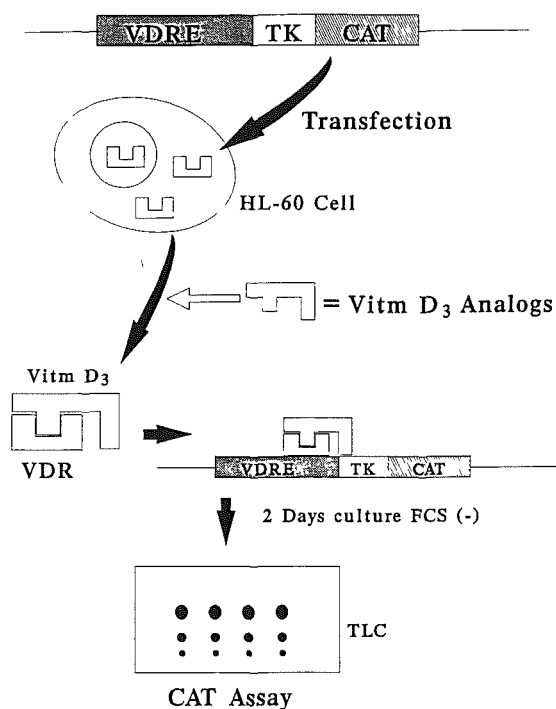 VDRE TK CAT
Transfection
HL-60 Cell
= Vitm D3 Analogs
Vitm D3
VDR
VDRE TK CAT
2 Days culture FCS (-)
TLC
CAT Assay